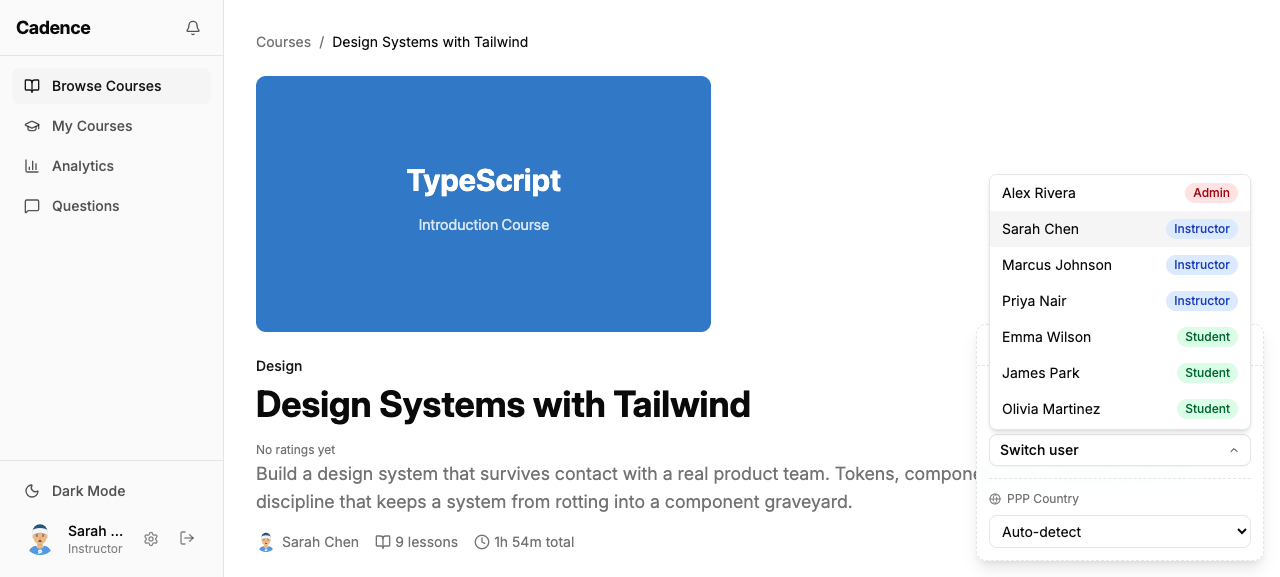 Cadence
Browse Courses
My Courses
Analytics
Questions
Dark Mode
Sarah ...
Instructor
Courses / Design Systems with Tailwind
TypeScript
Introduction Course
Design
Design Systems with Tailwind
No ratings yet
Build a design system that survives contact with a real product team. Tokens,
discipline that keeps a system from rotting into a component graveyard.
Sarah Chen 9 lessons 1h 54m total
Alex Rivera Admin
Sarah Chen Instructor
Marcus Johnson Instructor
Priya Nair Instructor
Emma Wilson Student
James Park Student
Olivia Martinez Student
Switch user
PPP Country
Auto-detect